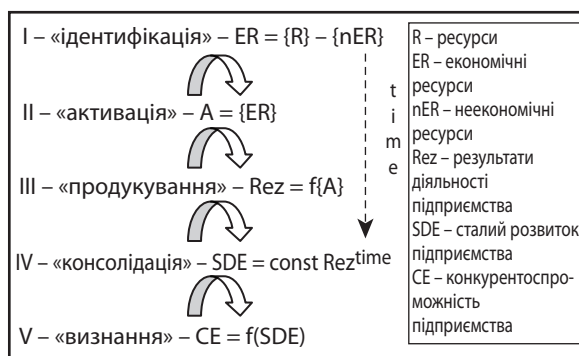 I – «ідентифікація» – ER = {R} – {nER}
II – «активація» – A = {ER}
III – «продукування» – Rez = f{A}
IV – «консолідація» – SDE = const Rez^time
V – «визнання» – CE = f(SDE)
t
i
m
e
R – ресурси
ER – економічні
ресурси
nER – неекономічні
ресурси
Rez – результати
діяльності
підприємства
SDE – сталий розвиток
підприємства
CE – конкурентоспро-
можність
підприємства